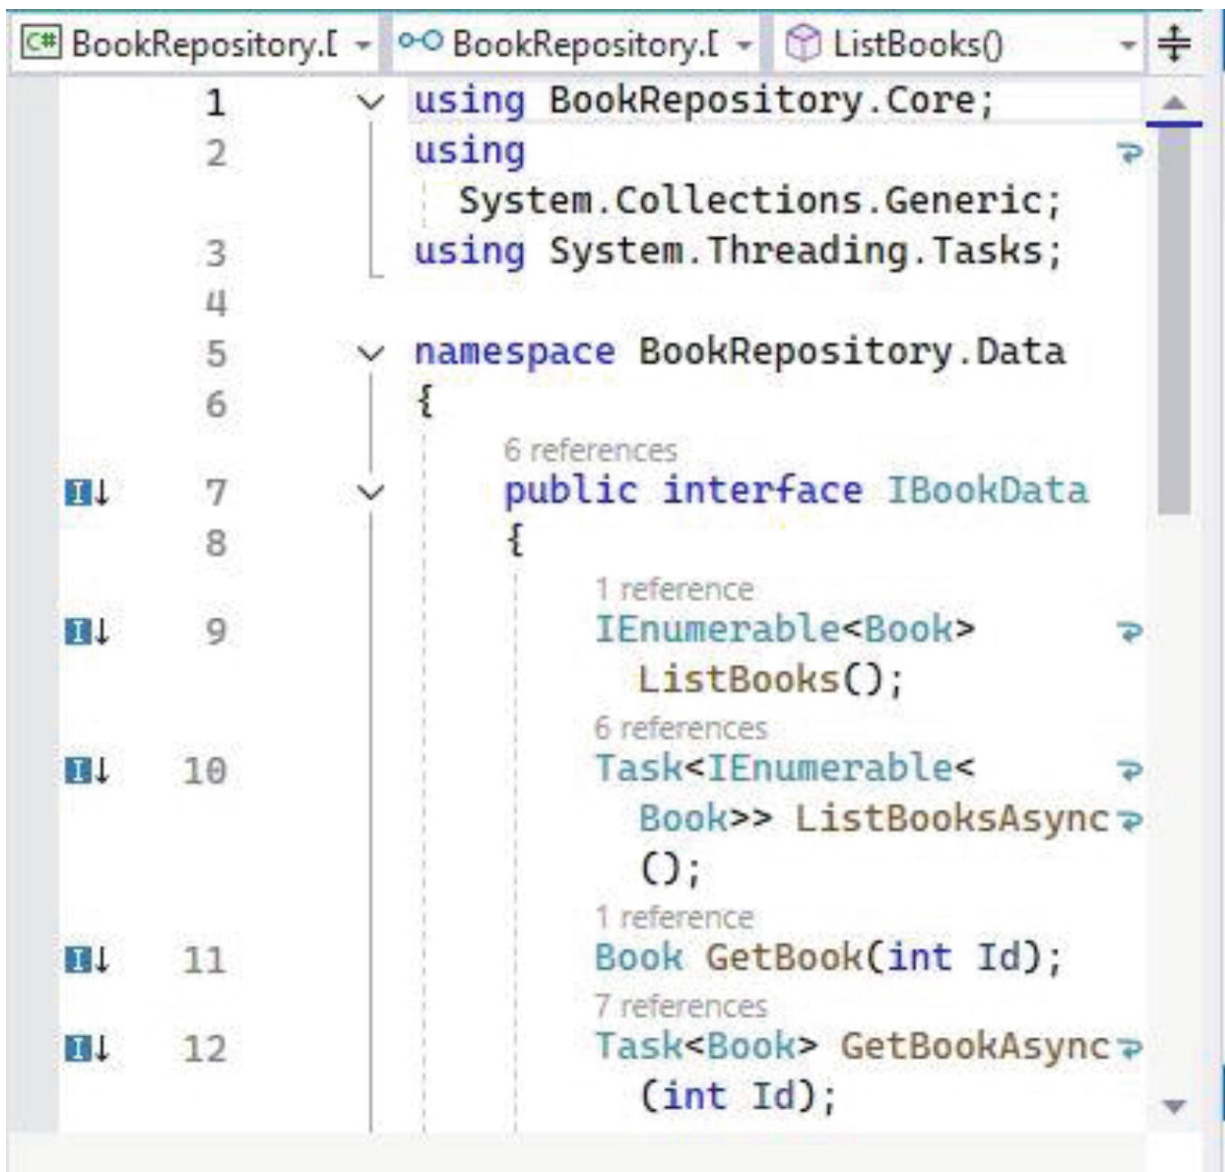 C# BookRepository.[ BookRepository.[ ListBooks()
1 using BookRepository.Core;
2 using
System.Collections.Generic;
3 using System.Threading.Tasks;
4
5 namespace BookRepository.Data
6 {
6 references
7 public interface IBookData
8 {
1 reference
9 IEnumerable<Book>
ListBooks();
6 references
10 Task<IEnumerable<
Book>> ListBooksAsync
();
1 reference
11 Book GetBook(int Id);
7 references
12 Task<Book> GetBookAsync
(int Id);